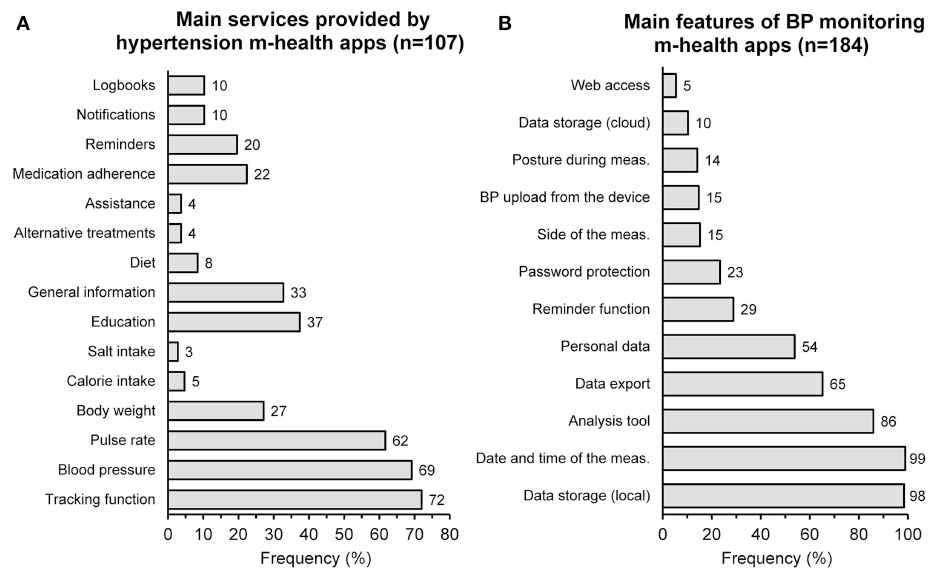 A
Main services provided by
hypertension m-health apps (n=107)
Logbooks 10
Notifications 10
Reminders 20
Medication adherence 22
Assistance 4
Alternative treatments 4
Diet 8
General information 33
Education 37
Salt intake 3
Calorie intake 5
Body weight 27
Pulse rate 62
Blood pressure 69
Tracking function 72
0 10 20 30 40 50 60 70 80
Frequency (%)
B
Main features of BP monitoring
m-health apps (n=184)
Web access 5
Data storage (cloud) 10
Posture during meas. 14
BP upload from the device 15
Side of the meas. 15
Password protection 23
Reminder function 29
Personal data 54
Data export 65
Analysis tool 86
Date and time of the meas. 99
Data storage (local) 98
0 20 40 60 80 100
Frequency (%)